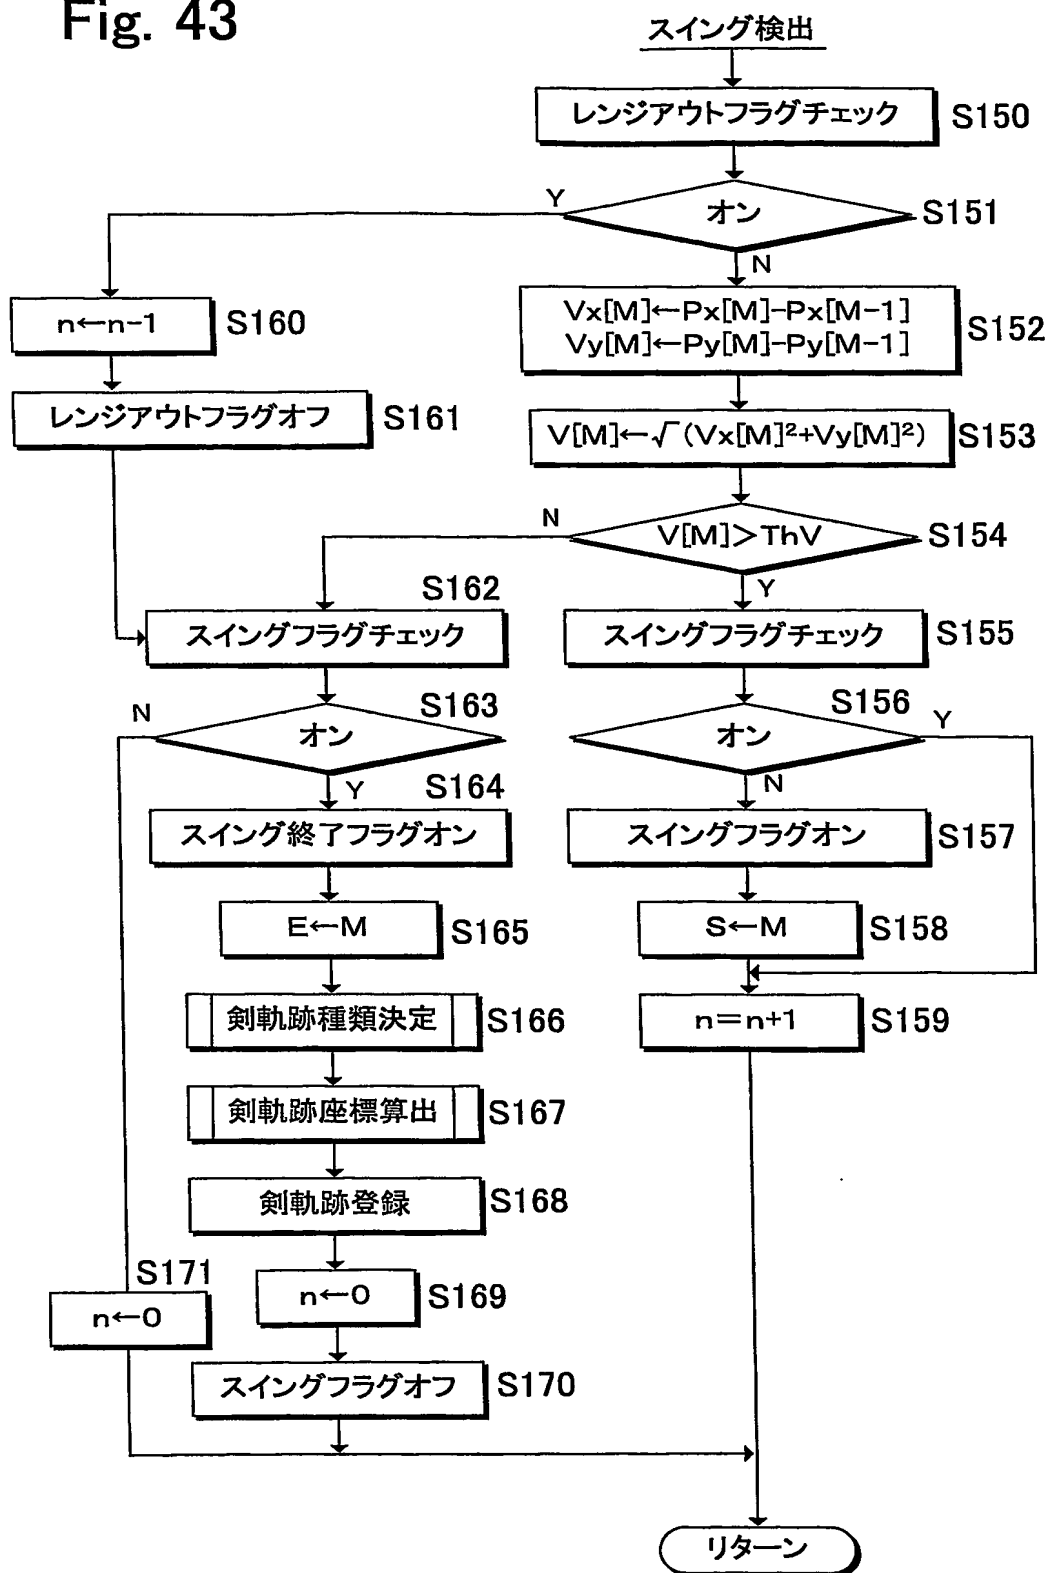 Fig. 43
スイング検出
レンジアウトフラグチェック S150
Y オン S151
N
n←n-1 S160
Vx[M]←Px[M]-Px[M-1]
Vy[M]←Py[M]-Py[M-1] S152
レンジアウトフラグオフ S161
V[M]←√(Vx[M]²+Vy[M]²) S153
N V[M]>ThV S154
Y
S162
スイングフラグチェック
スイングフラグチェック S155
N オン S163
オン S156 Y
Y S164
N
スイング終了フラグオン
スイングフラグオン S157
E←M S165
S←M S158
剣軌跡種類決定 S166
n=n+1 S159
剣軌跡座標算出 S167
剣軌跡登録 S168
S171
n←0
n←0 S169
スイングフラグオフ S170
リターン